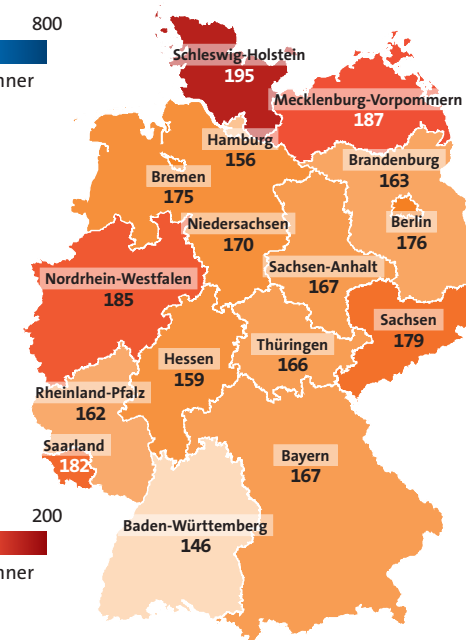 800
nner
Schleswig-Holstein
195
Mecklenburg-Vorpommern
187
Hamburg
156
Brandenburg
163
Bremen
175
Berlin
176
Niedersachsen
170
Sachsen-Anhalt
167
Nordrhein-Westfalen
185
Sachsen
179
Thüringen
166
Hessen
159
Rheinland-Pfalz
162
Saarland
182
Bayern
167
200
Baden-Württemberg
146
nner